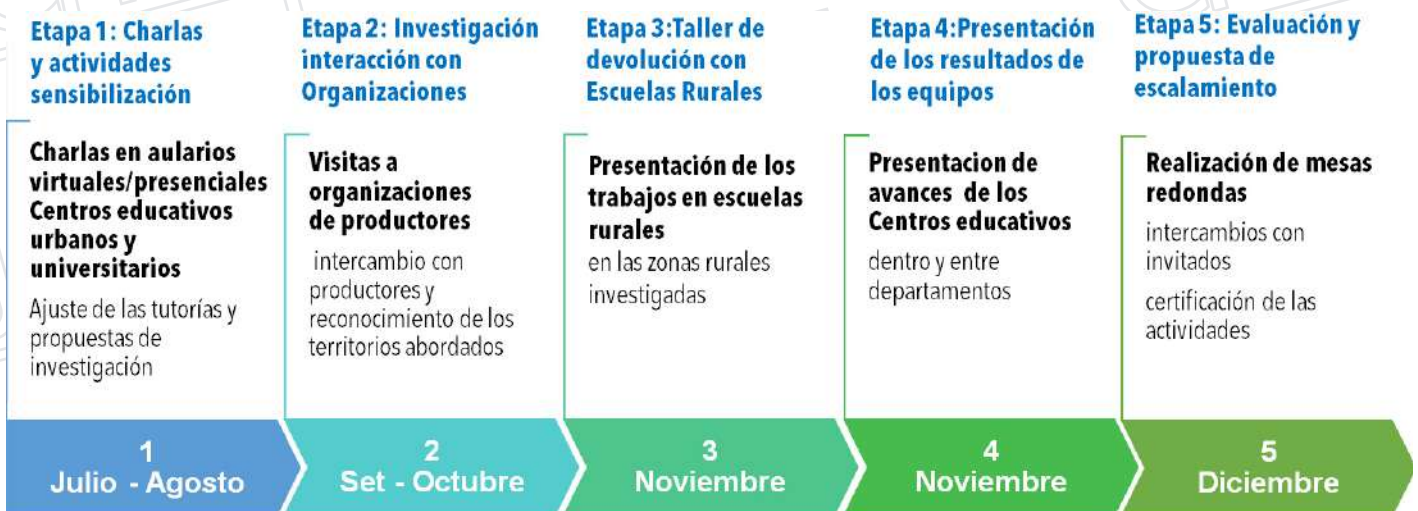 Etapa 1: Charlas
y actividades
sensibilización
Charlas en aularios
virtuales/presenciales
Centros educativos
urbanos y
universitarios
Ajuste de las tutorías y
propuestas de
investigación
1
Julio - Agosto
Etapa 2: Investigación
interacción con
Organizaciones
Visitas a
organizaciones
de productores
intercambio con
productores y
reconocimiento de los
territorios abordados
2
Set - Octubre
Etapa 3:Taller de
devolución con
Escuelas Rurales
Presentación de los
trabajos en escuelas
rurales
en las zonas rurales
investigadas
3
Noviembre
Etapa 4:Presentación
de los resultados de
los equipos
Presentacion de
avances de los
Centros educativos
dentro y entre
departamentos
4
Noviembre
Etapa 5: Evaluación y
propuesta de
escalamiento
Realización de mesas
redondas
intercambios con
invitados
certificación de las
actividades
5
Diciembre